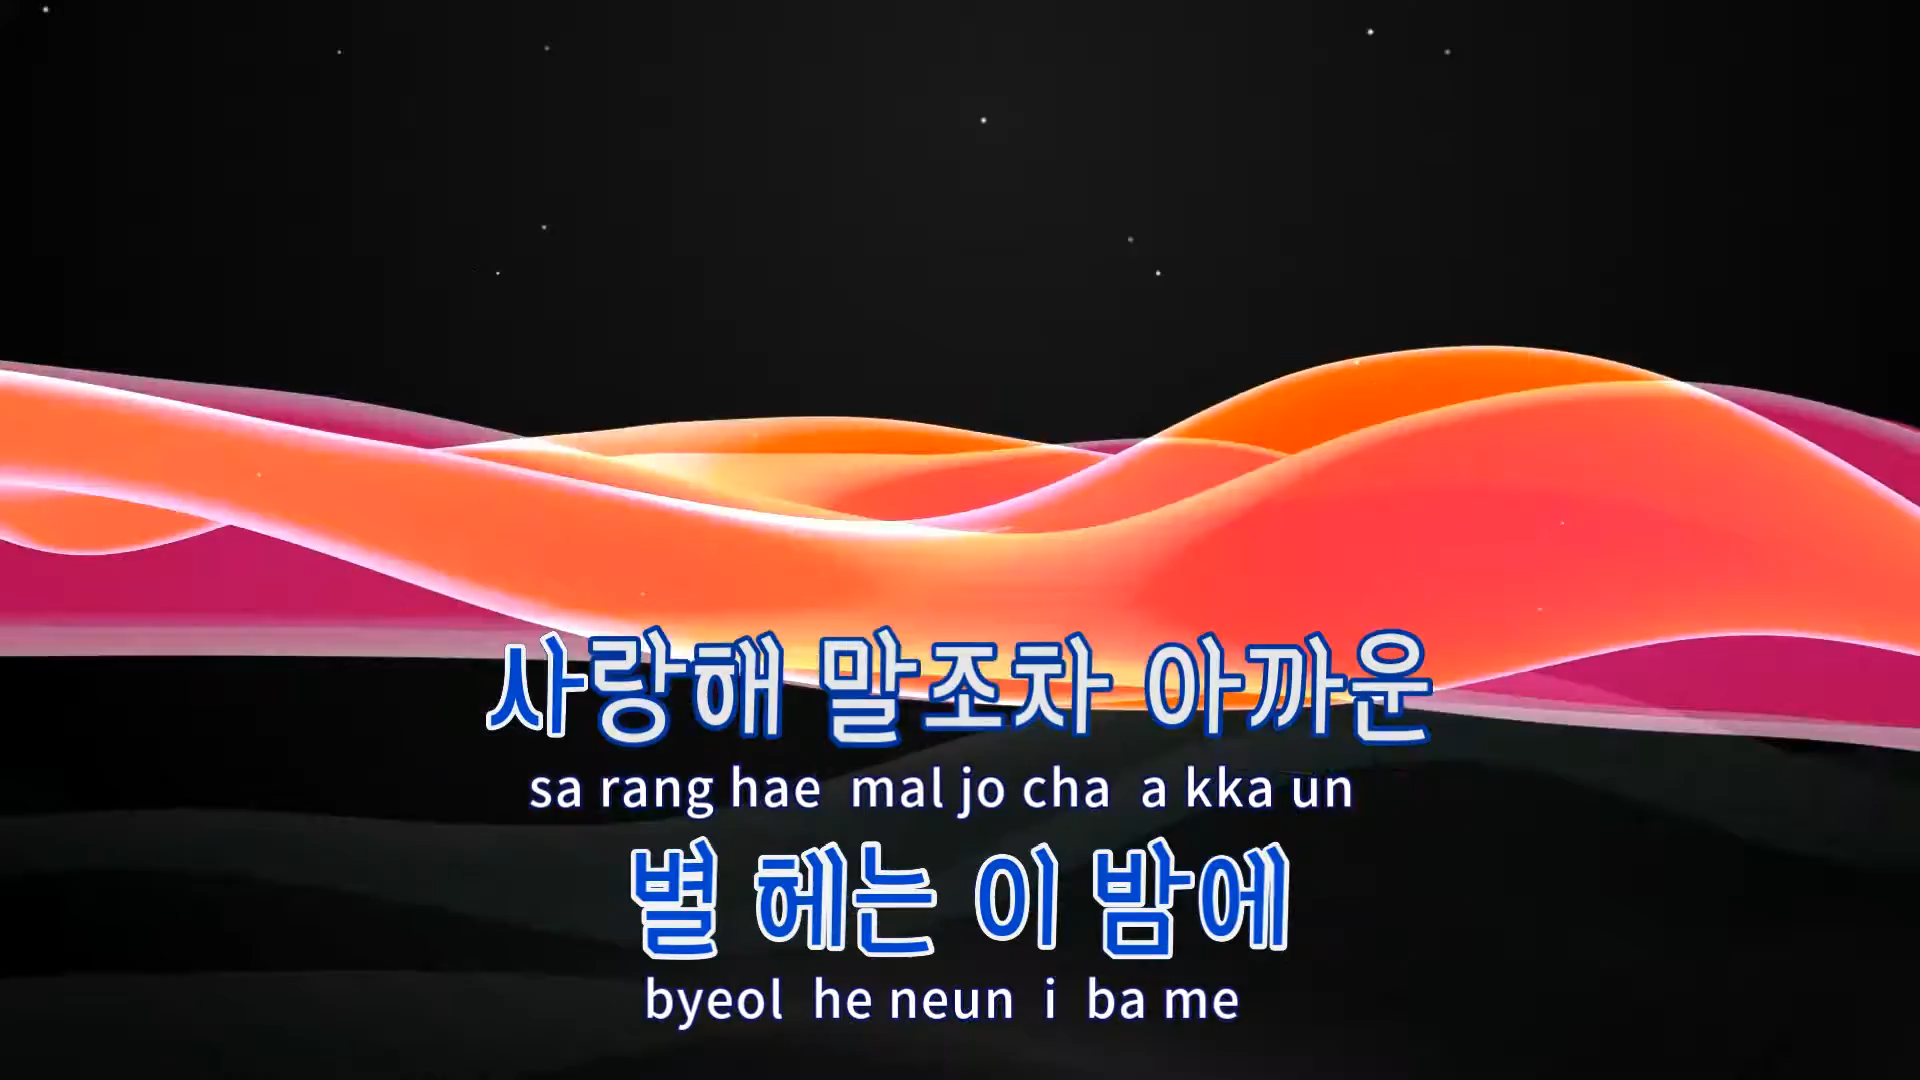 사랑해 말조차 아까운
sa rang hae mal jo cha a kka un
별 헤는 이 밤에
byeol he neun i ba me